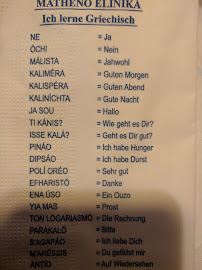 MATHENO ELINIKA
Ich lerne Griechisch
NE = Ja
ÓCHÍ = Nein
MÁLISTA = Jahwohl
KALIMÉRA = Guten Morgen
KALISPÉRA = Guten Abend
KALINÍCHTA = Gute Nacht
JA SOU = Hallo
TI KÁNIS? = Wie geht es Dir?
ISSE KALÁ? = Geht es Dir gut?
PINÁO = Ich habe Hunger
DIPSÁO = Ich habe Durst
POLÍ ORÉO = Sehr gut
EFHARISTÓ = Danke
ENA ÚSO = Ein Ouzo
YIA MAS = Prost
TON LOGARIASMÓ = Die Rechnung
PARAKALÓ = Bitte
S'AGAPÁO = Ich liebe Dich
M'ARÉSSIS = Du gefällst mir
ANTÍO = Auf Wiedersehen